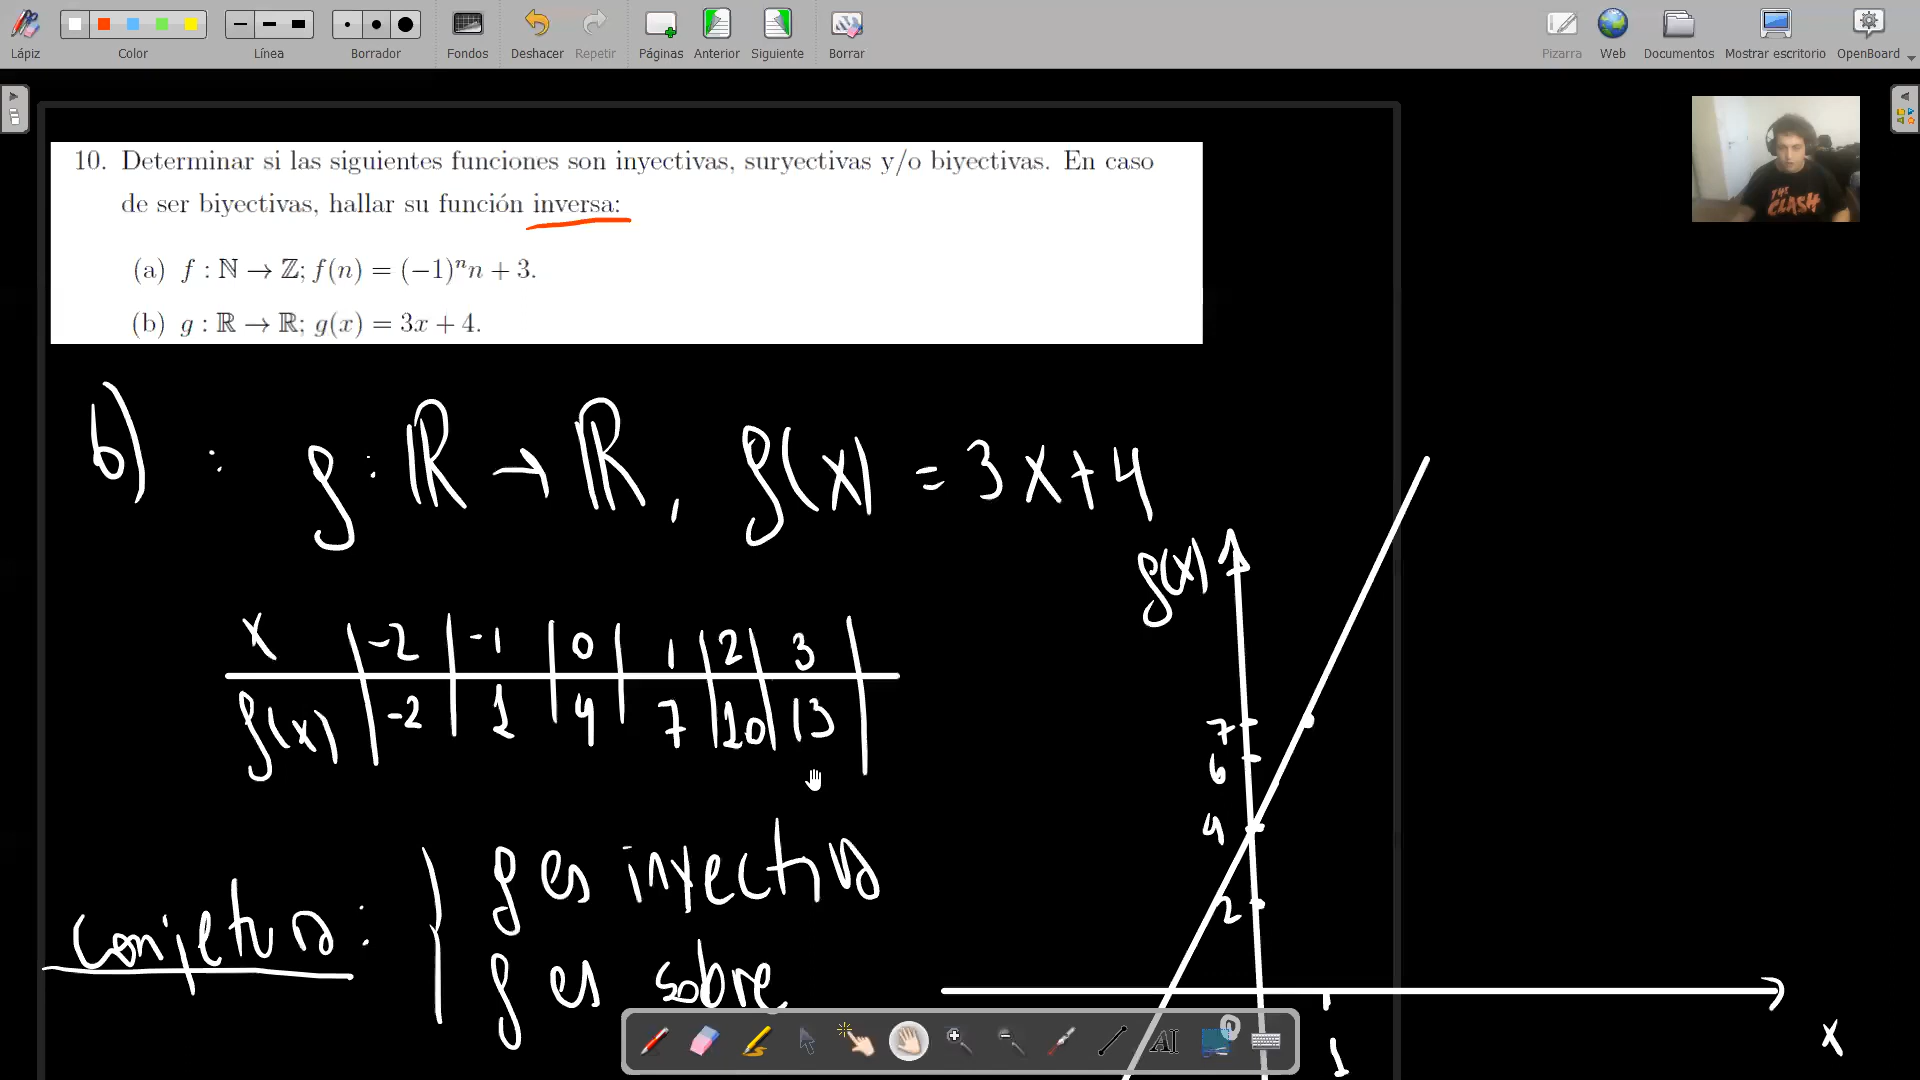 Lápiz Color Línea Borrador Fondos Deshacer Repetir Páginas Anterior Siguiente Borrar Pizarra Web Documentos Mostrar escritorio OpenBoard
THE CLASH
10. Determinar si las siguientes funciones son inyectivas, suryectivas y/o biyectivas. En caso
de ser biyectivas, hallar su función inversa:
(a) f : ℕ → ℤ; f(n) = (−1)ⁿn + 3.
(b) g : ℝ → ℝ; g(x) = 3x + 4.
b) : g : ℝ → ℝ, g(x) = 3x+4
g(x)
x | -2 | -1 | 0 | 1 | 2 | 3 |
g(x) | -2 | 1 | 4 | 7 | 10 | 13 |
7
6
4
2
Conjetura: { g es inyectiva
g es sobre
x
1
AI